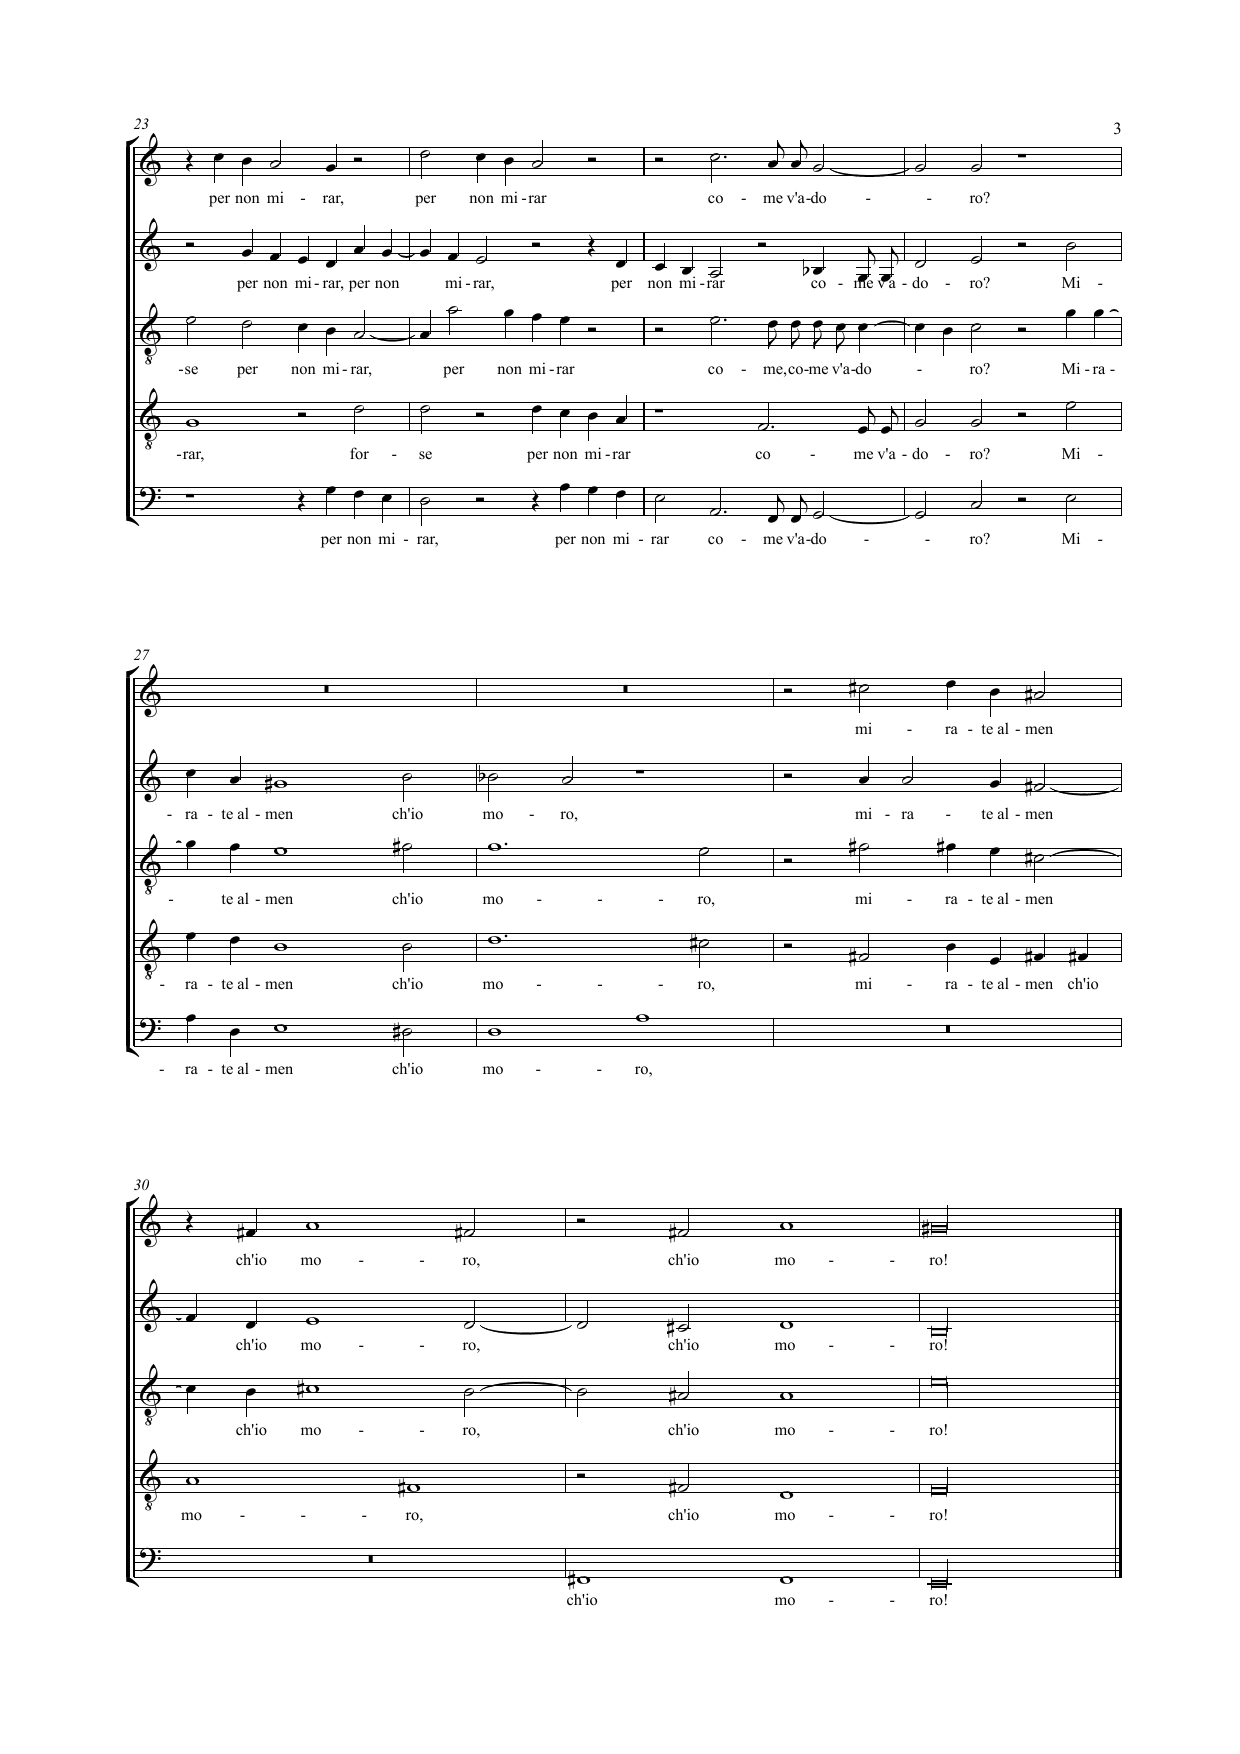 23
3
per non mi - rar, per non mi - rar co - me v'a-do - - ro?
per non mi - rar, per non mi - rar, per non mi - rar co - me v'a - do - ro? Mi -
-se per non mi - rar, per non mi - rar co - me,co-me v'a-do - ro? Mi - ra -
-rar, for - se per non mi - rar co - me v'a - do - ro? Mi -
per non mi - rar, per non mi - rar co - me v'a-do - - ro? Mi -
27
mi - ra - te al - men
- ra - te al - men ch'io mo - ro, mi - ra - te al - men
- te al - men ch'io mo - - - ro, mi - ra - te al - men
- ra - te al - men ch'io mo - - - ro, mi - ra - te al - men ch'io
- ra - te al - men ch'io mo - - ro,
30
ch'io mo - - ro, ch'io mo - - ro!
ch'io mo - - ro, ch'io mo - - ro!
ch'io mo - - ro, ch'io mo - - ro!
mo - - - ro, ch'io mo - - ro!
ch'io mo - - ro!